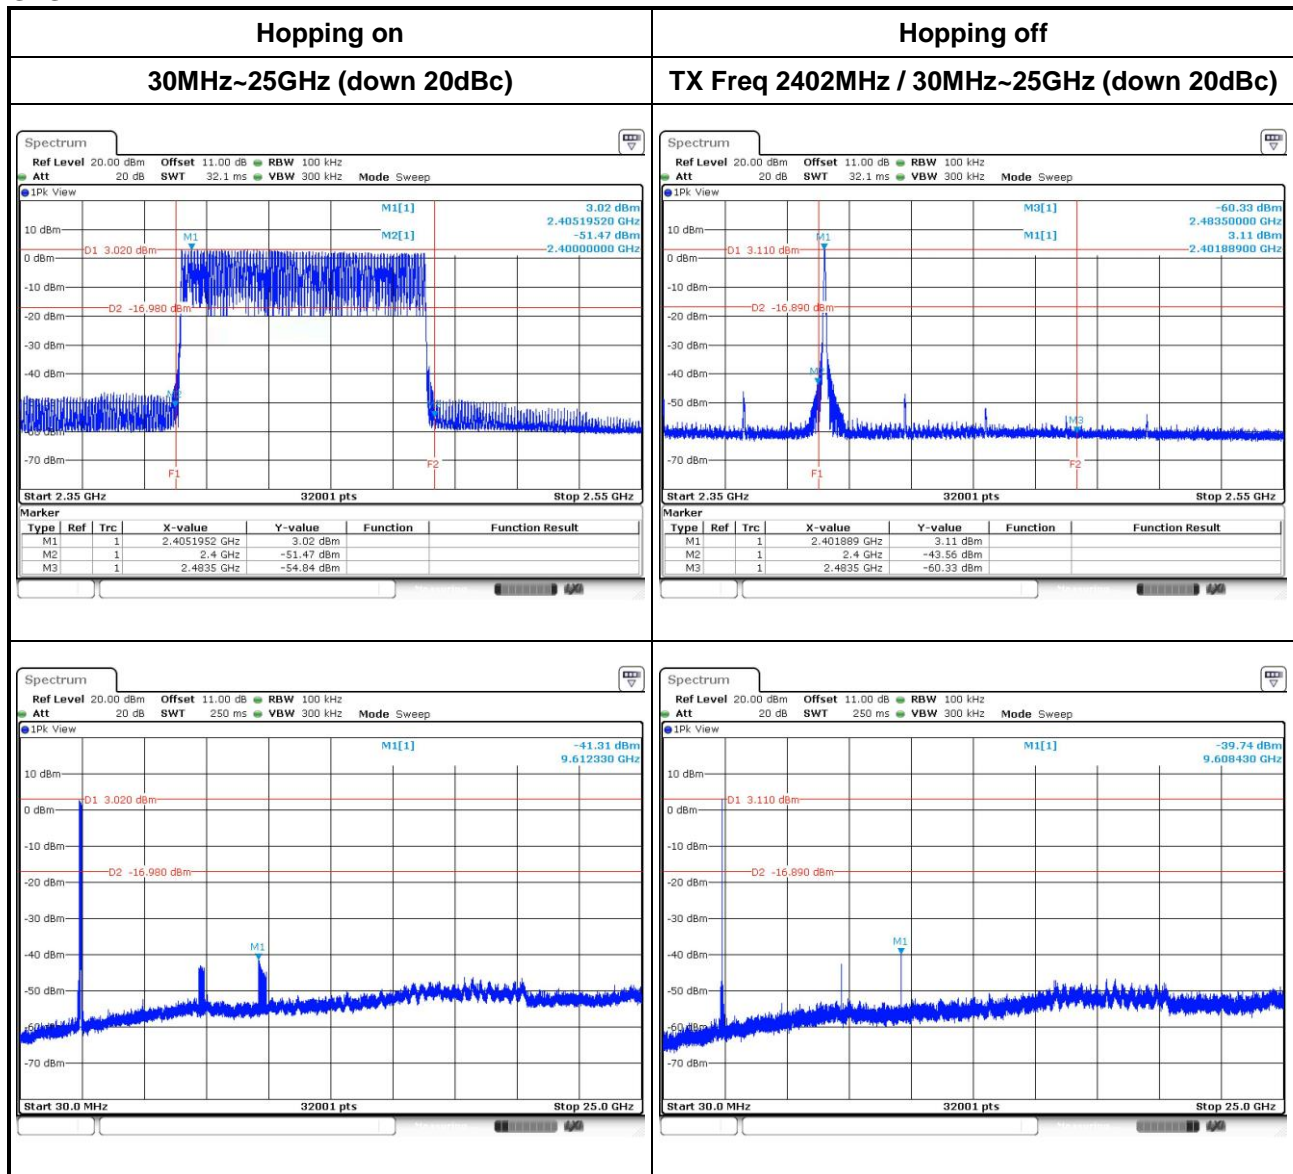 Hopping on
Hopping off
30MHz~25GHz (down 20dBc)
TX Freq 2402MHz / 30MHz~25GHz (down 20dBc)
Spectrum
Ref Level 20.00 dBm Offset 11.00 dB RBW 100 kHz
Att 20 dB SWT 32.1 ms VBW 300 kHz Mode Sweep
1Pk View
M1[1] 3.02 dBm
2.40519520 GHz
M2[1] -51.47 dBm
2.40000000 GHz
10 dBm
M1
D1 3.020 dBm
0 dBm
-10 dBm
D2 -16.980 dBm
-20 dBm
-30 dBm
-40 dBm
-70 dBm
F1
F2
Start 2.35 GHz 32001 pts Stop 2.55 GHz
Marker
Type Ref Trc X-value Y-value Function Function Result
M1 1 2.4051952 GHz 3.02 dBm
M2 1 2.4 GHz -51.47 dBm
M3 1 2.4835 GHz -54.84 dBm
Spectrum
Ref Level 20.00 dBm Offset 11.00 dB RBW 100 kHz
Att 20 dB SWT 32.1 ms VBW 300 kHz Mode Sweep
1Pk View
M3[1] -60.33 dBm
2.48350000 GHz
M1[1] 3.11 dBm
2.40188900 GHz
10 dBm
M1
D1 3.110 dBm
0 dBm
-10 dBm
D2 -16.890 dBm
-20 dBm
-30 dBm
-40 dBm
-50 dBm
M3
-60 dBm
-70 dBm
F1
F2
Start 2.35 GHz 32001 pts Stop 2.55 GHz
Marker
Type Ref Trc X-value Y-value Function Function Result
M1 1 2.401889 GHz 3.11 dBm
M2 1 2.4 GHz -43.56 dBm
M3 1 2.4835 GHz -60.33 dBm
Spectrum
Ref Level 20.00 dBm Offset 11.00 dB RBW 100 kHz
Att 20 dB SWT 250 ms VBW 300 kHz Mode Sweep
1Pk View
M1[1] -41.31 dBm
9.612330 GHz
10 dBm
D1 3.020 dBm
0 dBm
-10 dBm
D2 -16.980 dBm
-20 dBm
-30 dBm
M1
-40 dBm
-50 dBm
-70 dBm
Start 30.0 MHz 32001 pts Stop 25.0 GHz
Spectrum
Ref Level 20.00 dBm Offset 11.00 dB RBW 100 kHz
Att 20 dB SWT 250 ms VBW 300 kHz Mode Sweep
1Pk View
M1[1] -39.74 dBm
9.608430 GHz
10 dBm
D1 3.110 dBm
0 dBm
-10 dBm
D2 -16.890 dBm
-20 dBm
-30 dBm
M1
-40 dBm
-50 dBm
-60 dBm
-70 dBm
Start 30.0 MHz 32001 pts Stop 25.0 GHz